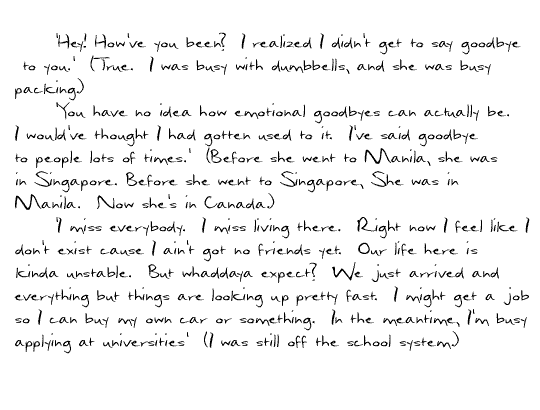 'Hey! How've you been? I realized I didn't get to say goodbye
to you.' (True. I was busy with dumbbells, and she was busy
packing.)
'You have no idea how emotional goodbyes can actually be.
I would've thought I had gotten used to it. I've said goodbye
to people lots of times.' (Before she went to Manila, she was
in Singapore. Before she went to Singapore, She was in
Manila. Now she's in Canada.)
'I miss everybody. I miss living there. Right now I feel like I
don't exist cause I ain't got no friends yet. Our life here is
kinda unstable. But whaddaya expect? We just arrived and
everything but things are looking up pretty fast. I might get a job
so I can buy my own car or something. In the meantime, I'm busy
applying at universities' (I was still off the school system.)